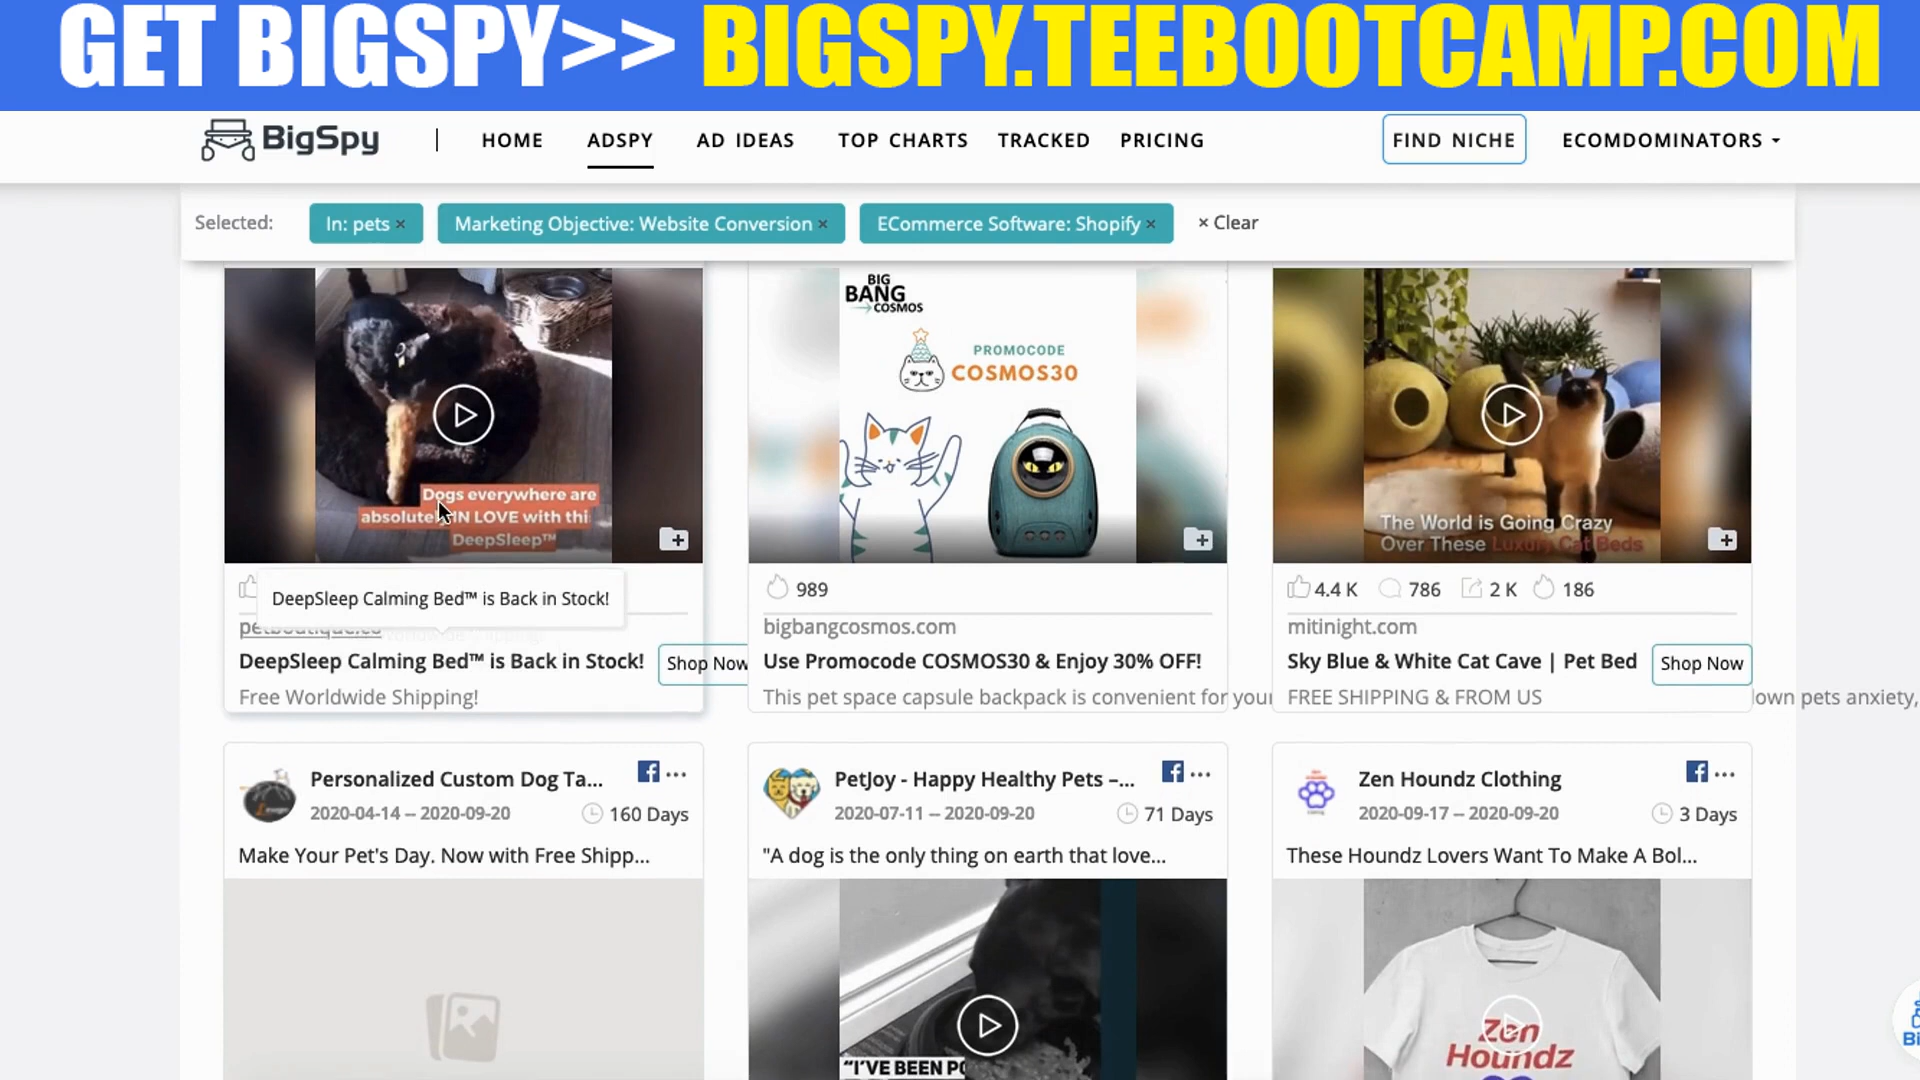 GET BIGSPY>> BIGSPY.TEEBOOTCAMP.COM
BigSpy | HOME ADSPY AD IDEAS TOP CHARTS TRACKED PRICING FIND NICHE ECOMDOMINATORS
Selected: In: pets × Marketing Objective: Website Conversion × ECommerce Software: Shopify × × Clear
Dogs everywhere are
IN LOVE with thi
DeepSleep™
DeepSleep Calming Bed™ is Back in Stock!
DeepSleep Calming Bed™ is Back in Stock!
Shop Now
Free Worldwide Shipping!
BIG
BANG
COSMOS
PROMOCODE
COSMOS30
989
bigbangcosmos.com
Use Promocode COSMOS30 & Enjoy 30% OFF!
This pet space capsule backpack is convenient for your
The World is Going Crazy
Over These Luxury Cat Beds
4.4 K 786 2 K 186
mitinight.com
Sky Blue & White Cat Cave | Pet Bed
Shop Now
FREE SHIPPING & FROM US
own pets anxiety,
Personalized Custom Dog Ta...
2020-04-14 -- 2020-09-20 160 Days
Make Your Pet's Day. Now with Free Shipp...
PetJoy - Happy Healthy Pets –...
2020-07-11 -- 2020-09-20 71 Days
"A dog is the only thing on earth that love...
"I'VE BEEN
Zen Houndz Clothing
2020-09-17 -- 2020-09-20 3 Days
These Houndz Lovers Want To Make A Bol...
Zen
Houndz